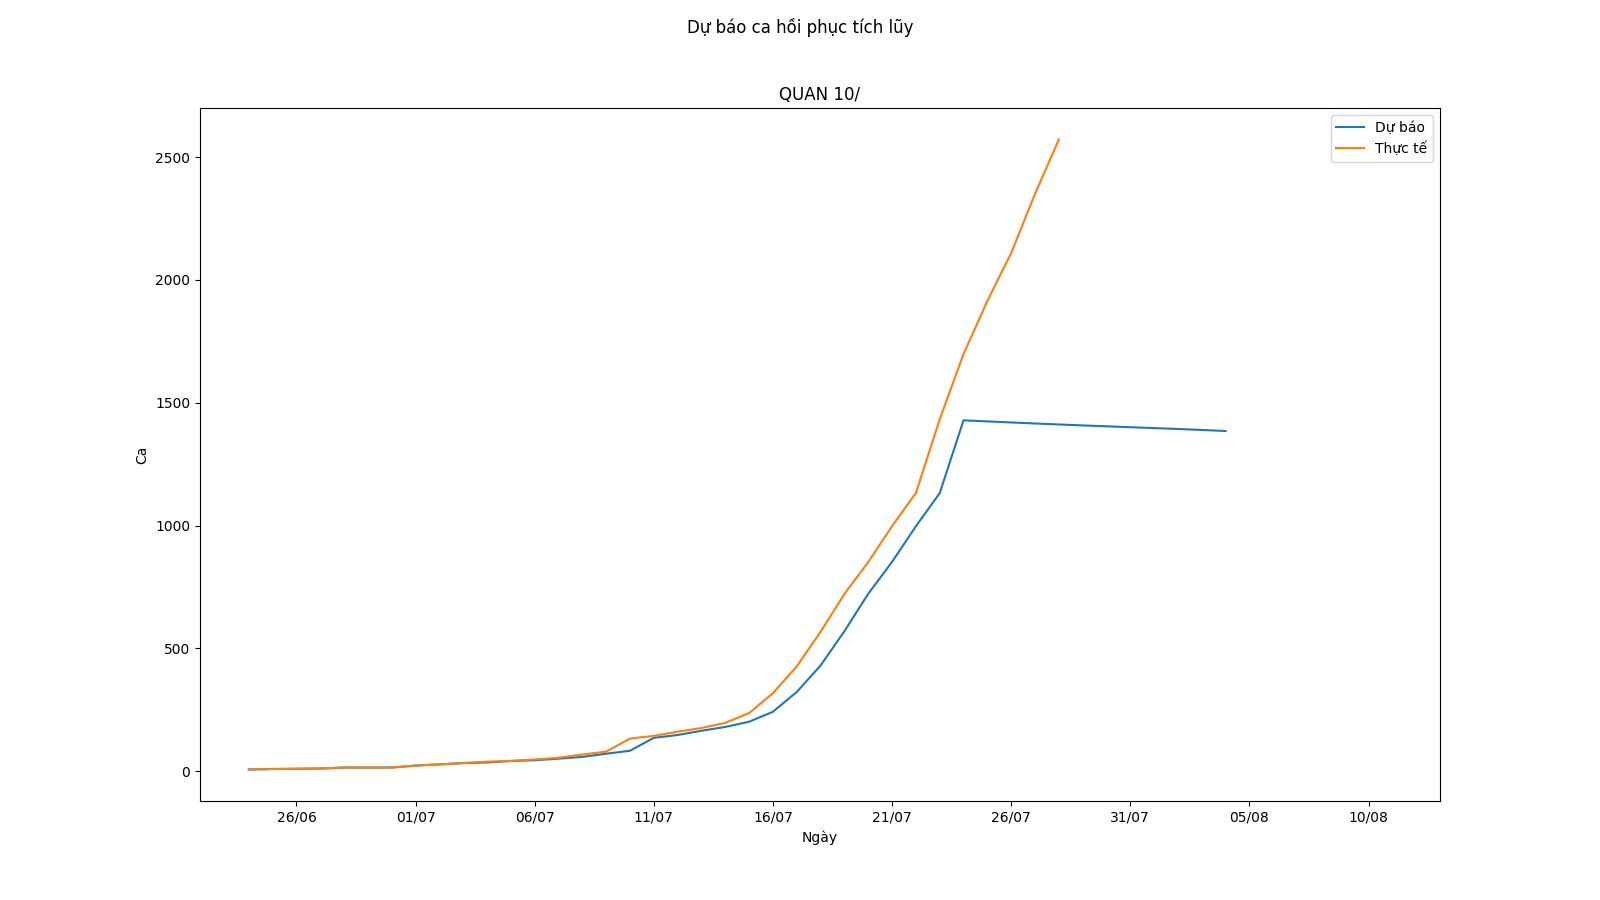 Dự báo ca hồi phục tích lũy
QUAN 10/
Dự báo
Thực tế
2500
2000
1500
1000
500
0
Ca
26/06 01/07 06/07 11/07 16/07 21/07 26/07 31/07 05/08 10/08
Ngày